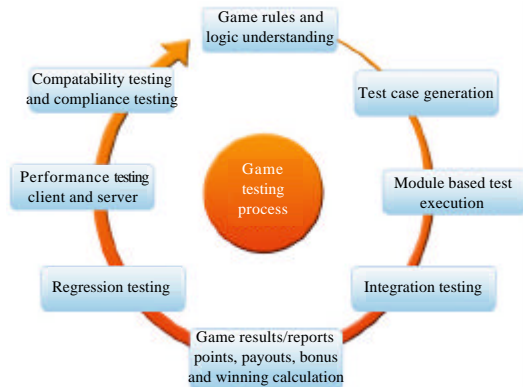 Game rules and
logic understanding
Test case generation
Module based test
execution
Integration testing
Game results/reports
points, payouts, bonus
and winning calculation
Regression testing
Performance testing
client and server
Compatability testing
and compliance testing
Game
testing
process